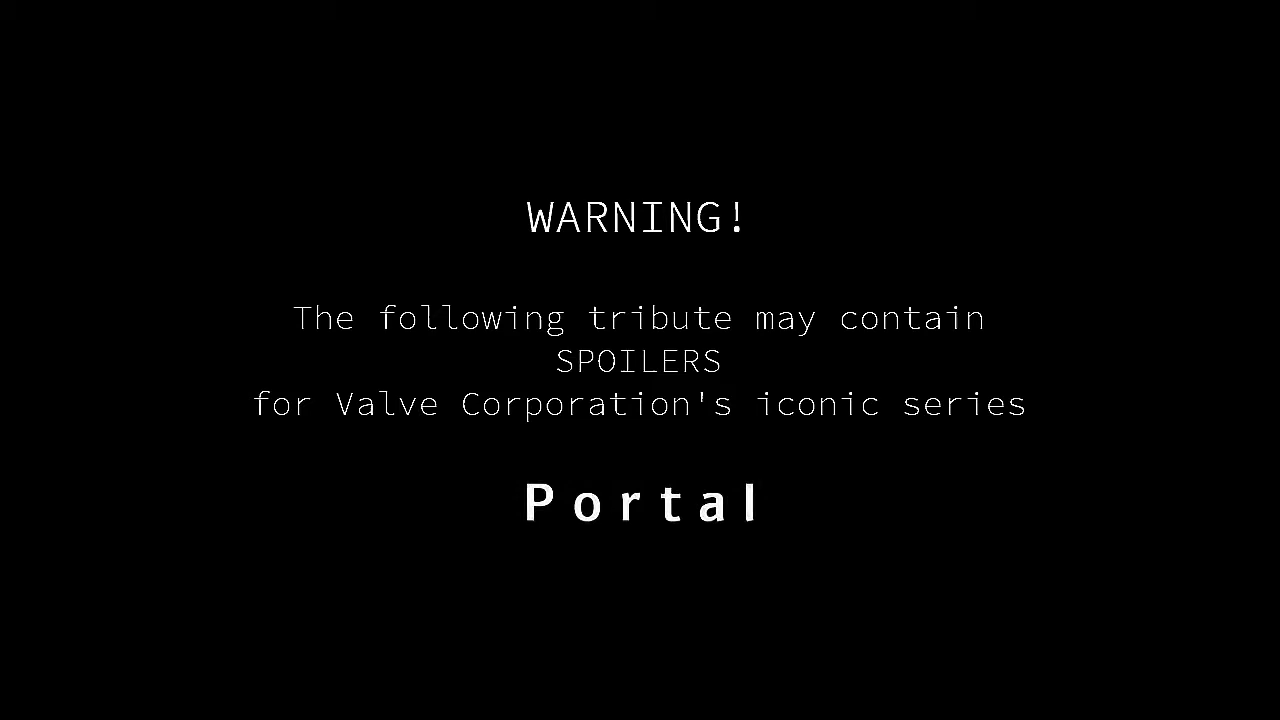 WARNING!
The following tribute may contain
SPOILERS
for Valve Corporation's iconic series
Portal